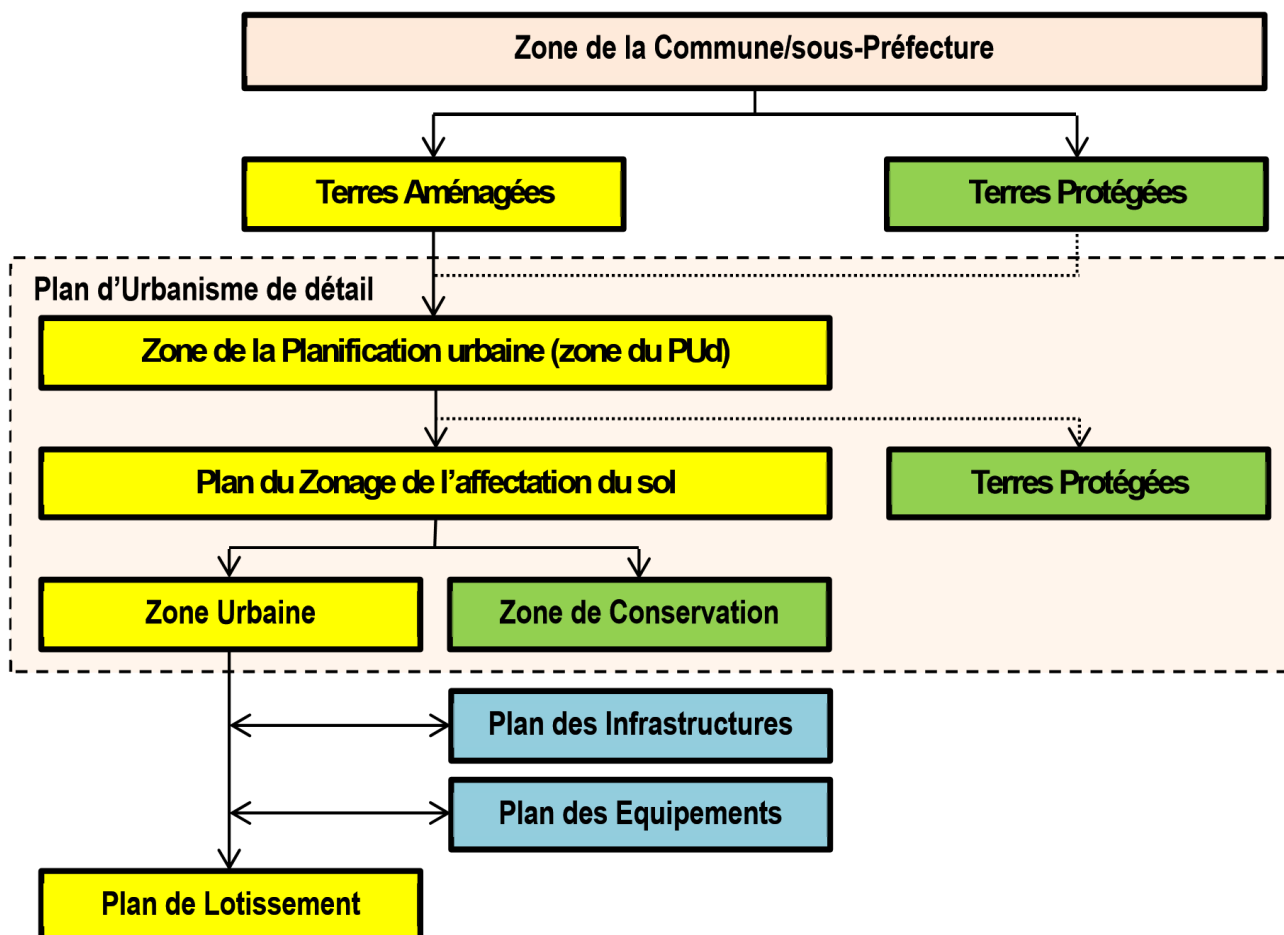 Zone de la Commune/sous-Préfecture
Terres Aménagées
Terres Protégées
Plan d'Urbanisme de détail
Zone de la Planification urbaine (zone du PUd)
Plan du Zonage de l'affectation du sol
Terres Protégées
Zone Urbaine
Zone de Conservation
Plan des Infrastructures
Plan des Equipements
Plan de Lotissement